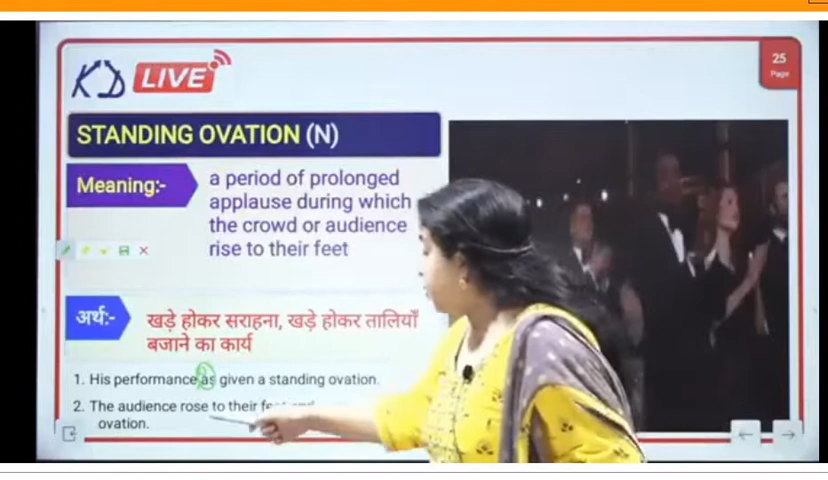 KD LIVE
25
Page
STANDING OVATION (N)
Meaning:-
a period of prolonged
applause during which
the crowd or audience
rise to their feet
अर्थ:-
खड़े होकर सराहना, खड़े होकर तालियाँ
बजाने का कार्य
1. His performance as given a standing ovation.
2. The audience rose to their
ovation.